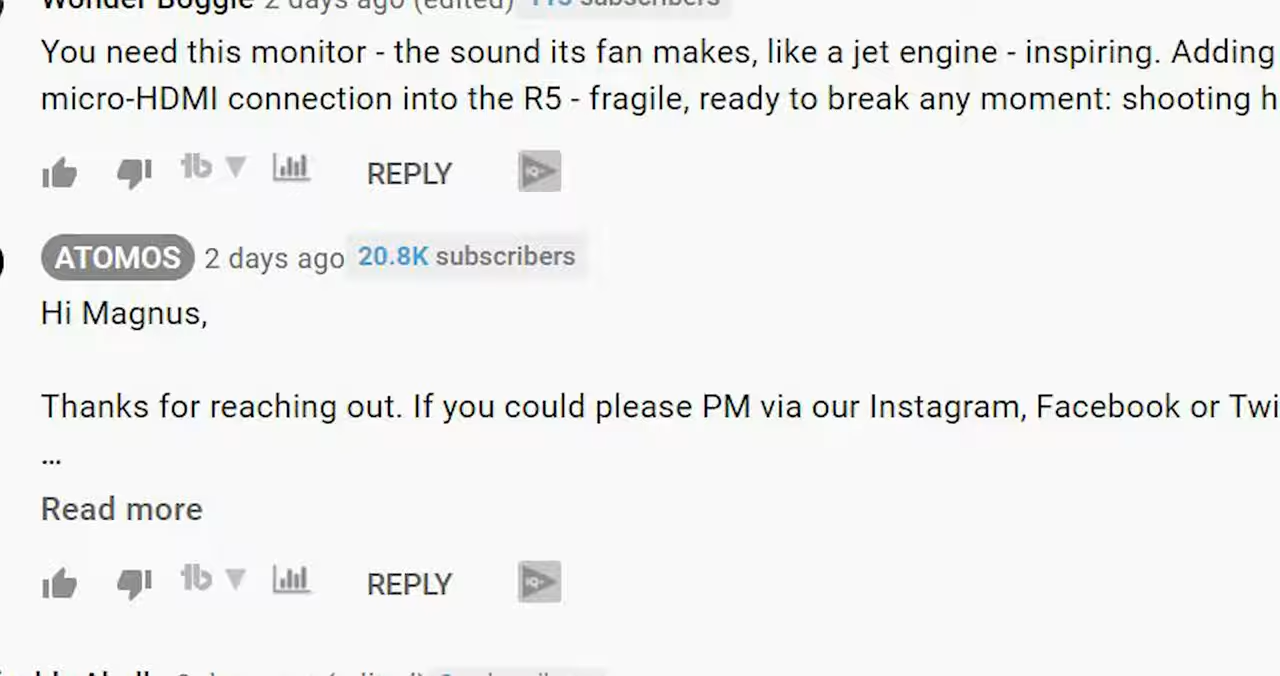 Wonder Boggle 2 days ago (edited) 113 subscribers
You need this monitor - the sound its fan makes, like a jet engine - inspiring. Adding
micro-HDMI connection into the R5 - fragile, ready to break any moment: shooting h
REPLY
ATOMOS 2 days ago 20.8K subscribers
Hi Magnus,
Thanks for reaching out. If you could please PM via our Instagram, Facebook or Twi
...
Read more
REPLY